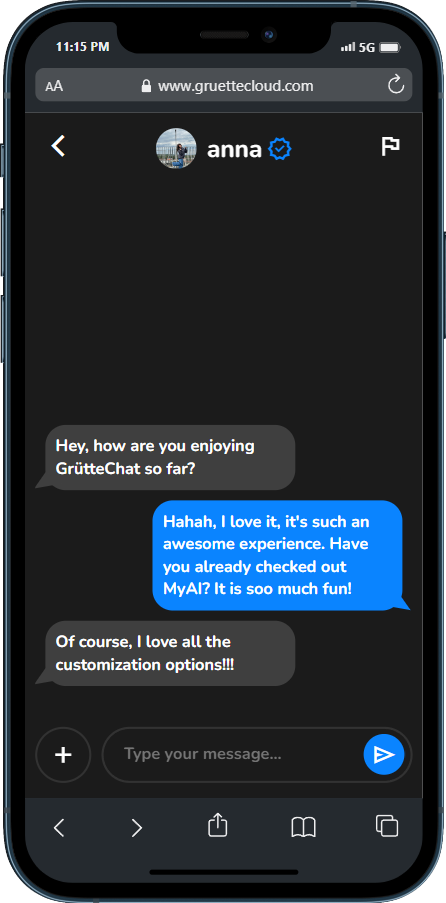 11:15 PM
5G
AA
www.gruettecloud.com
anna
Hey, how are you enjoying
GrütteChat so far?
Hahah, I love it, it's such an
awesome experience. Have
you already checked out
MyAI? It is soo much fun!
Of course, I love all the
customization options!!!
Type your message...